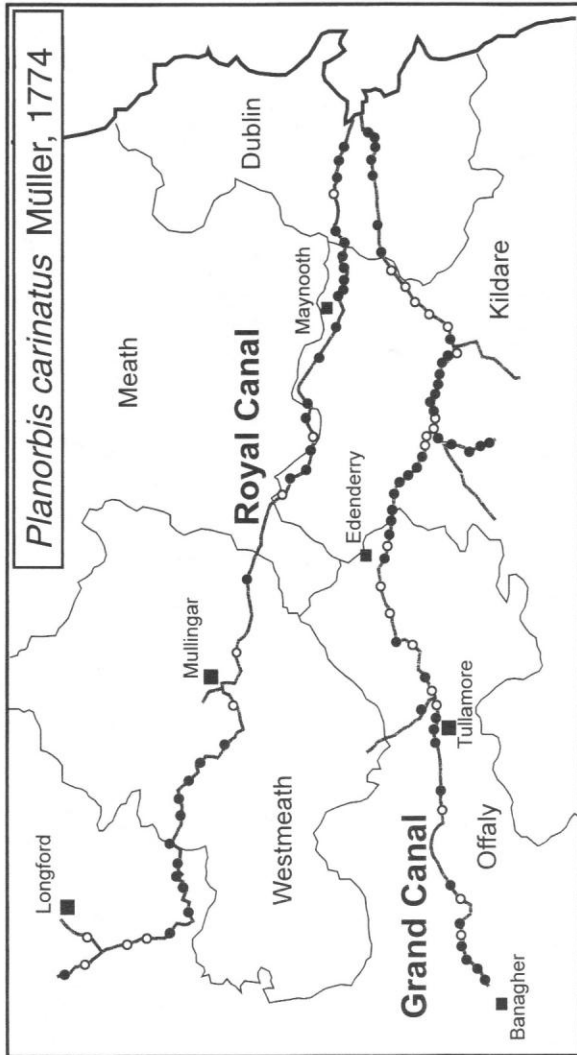 Planorbis carinatus Müller, 1774
Meath
Dublin
Longford
Mullingar
Royal Canal
Maynooth
Westmeath
Edenderry
Kildare
Grand Canal
Tullamore
Offaly
Banagher